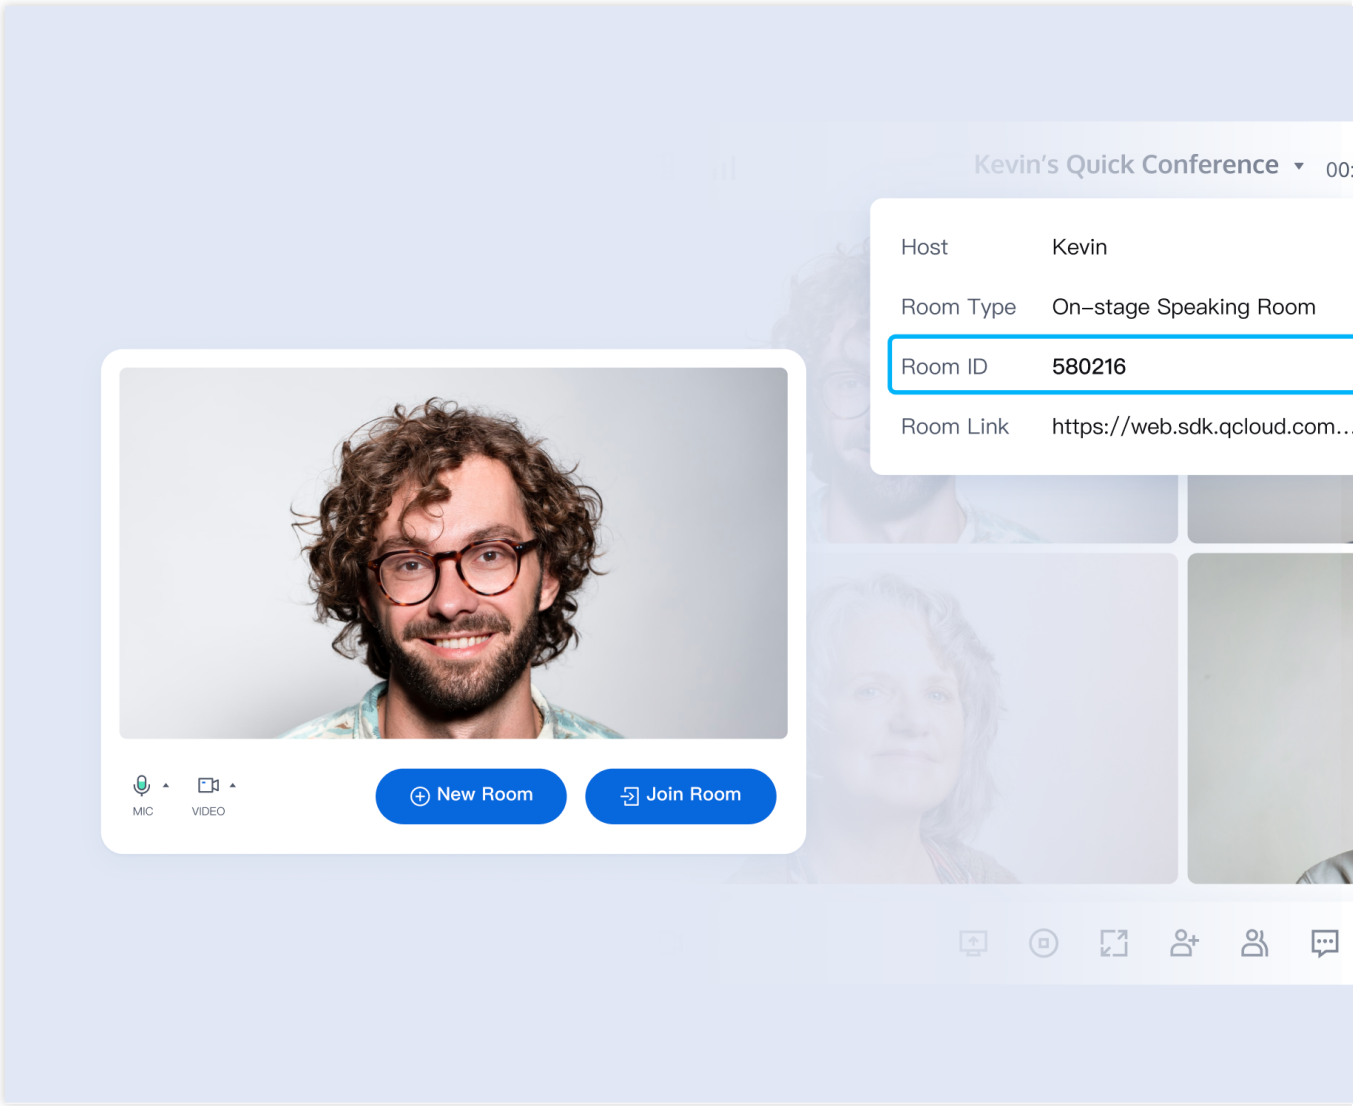 Kevin's Quick Conference
00:
Host Kevin
Room Type On-stage Speaking Room
Room ID 580216
Room Link https://web.sdk.qcloud.com...
MIC
VIDEO
New Room
Join Room